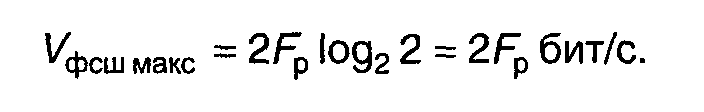 Vфсш макс = 2Fр log₂ 2 = 2Fр бит/с.